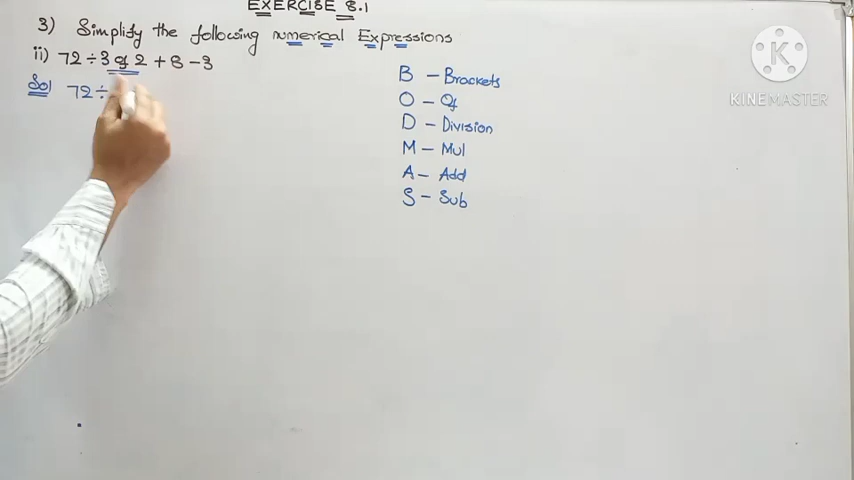 EXERCISE 8.1
3) Simplify the following numerical Expressions
ii) 72 ÷ 3 of 2 + 8 - 3
Sol 72 ÷
B - Brackets
O - Of
D - Division
M - Mul
A - Add
S - Sub
K
KINEMASTER